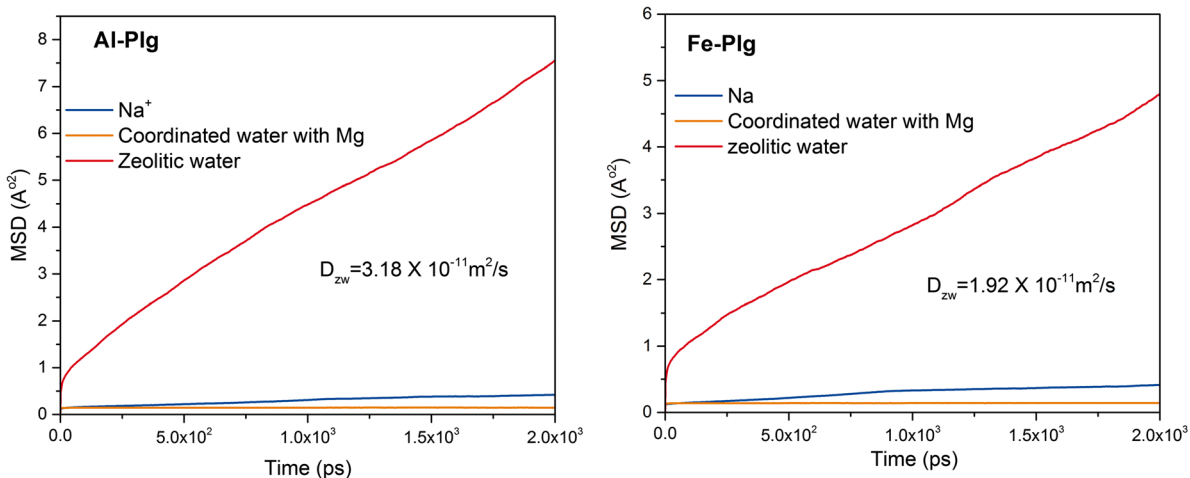 Al-Plg
Na⁺
Coordinated water with Mg
Zeolitic water
D_zw=3.18 X 10⁻¹¹m²/s
MSD (A°²)
8
7
6
5
4
3
2
1
0
0.0
5.0x10²
1.0x10³
1.5x10³
2.0x10³
Time (ps)
Fe-Plg
Na
Coordinated water with Mg
zeolitic water
D_zw=1.92 X 10⁻¹¹m²/s
MSD (A°²)
6
5
4
3
2
1
0
0.0
5.0x10²
1.0x10³
1.5x10³
2.0x10³
Time (ps)